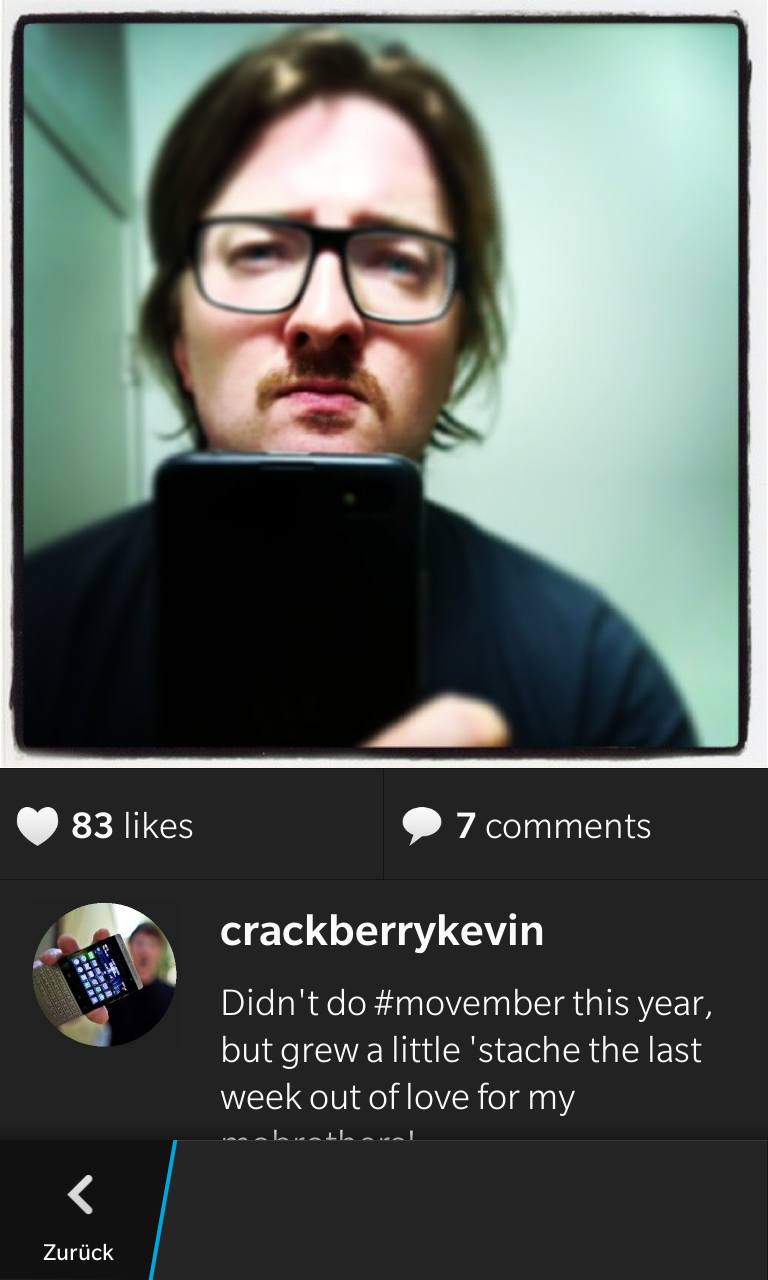 83 likes
7 comments
crackberrykevin
Didn't do #movember this year,
but grew a little 'stache the last
week out of love for my
Zurück